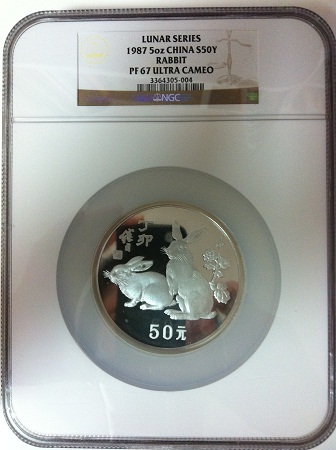 LUNAR SERIES
1987 5oz CHINA S50Y
RABBIT
PF 67 ULTRA CAMEO
3364305-004
NGC
丁卯
50元